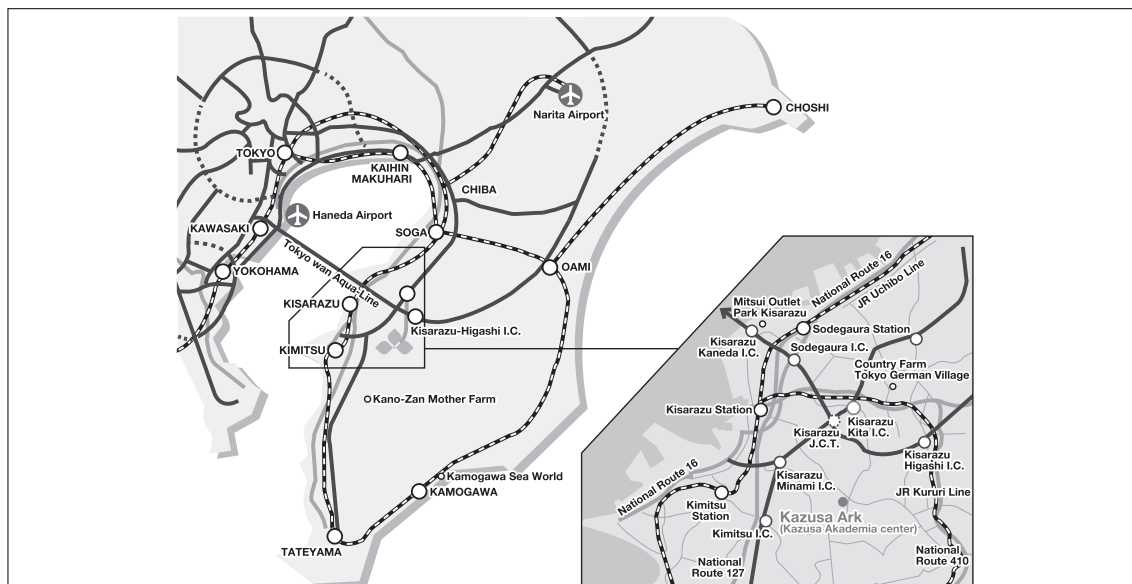 Narita Airport
CHOSHI
TOKYO
KAIHIN
MAKUHARI
CHIBA
Haneda Airport
KAWASAKI
SOGA
Tokyo wan Aqua-Line
YOKOHAMA
OAMI
KISARAZU
Kisarazu-Higashi I.C.
KIMITSU
Kano-Zan Mother Farm
Kamogawa Sea World
KAMOGAWA
TATEYAMA
National Route 16
JR Uchibo Line
Mitsui Outlet
Park Kisarazu
Sodegaura Station
Kisarazu
Kaneda I.C.
Sodegaura I.C.
Country Farm
Tokyo German Village
Kisarazu Station
Kisarazu
J.C.T.
Kisarazu
Kita I.C.
Kisarazu
Higashi I.C.
Kisarazu
Minami I.C.
National Route 16
JR Kururi Line
Kimitsu
Station
Kazusa Ark
(Kazusa Akademia center)
Kimitsu I.C.
National
Route 127
National
Route 410